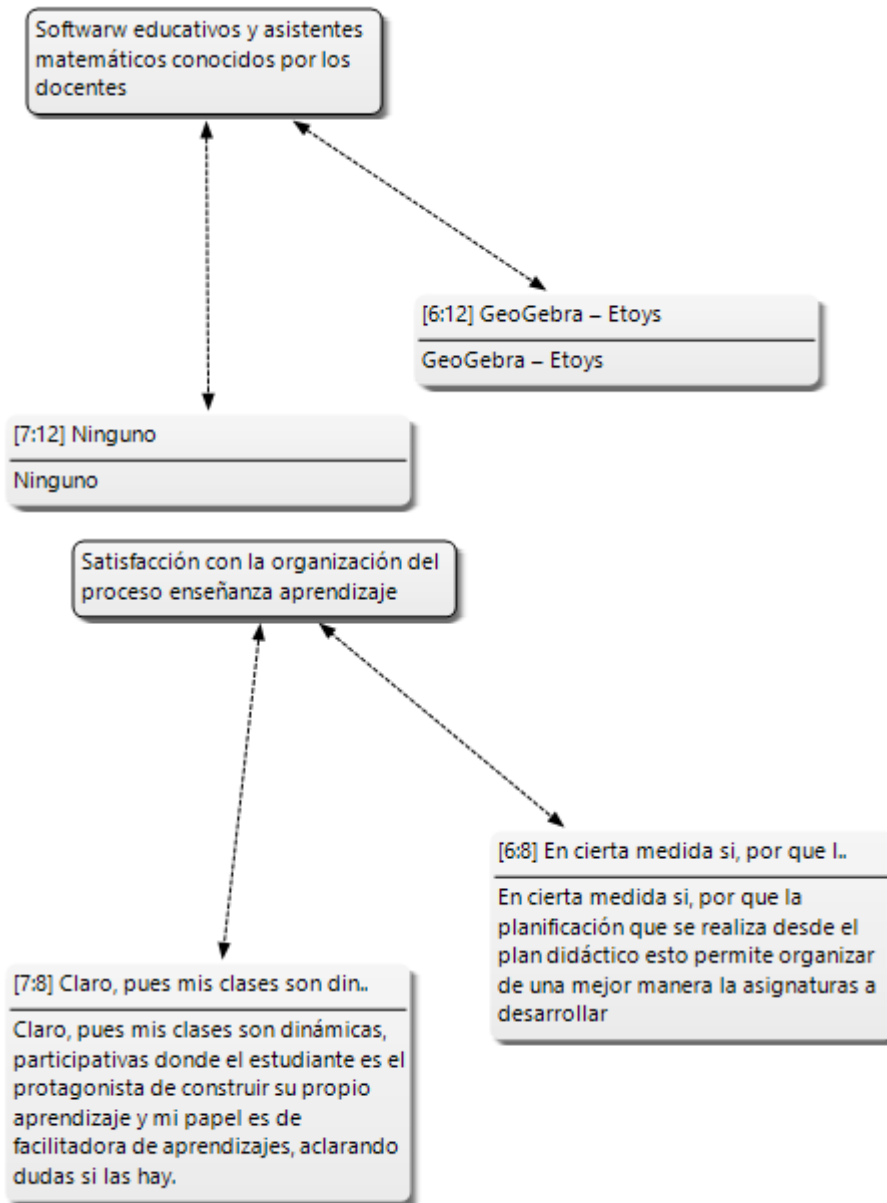 Softwarw educativos y asistentes
matemáticos conocidos por los
docentes
[6:12] GeoGebra – Etoys
GeoGebra – Etoys
[7:12] Ninguno
Ninguno
Satisfacción con la organización del
proceso enseñanza aprendizaje
[6:8] En cierta medida si, por que l..
En cierta medida si, por que la
planificación que se realiza desde el
plan didáctico esto permite organizar
de una mejor manera la asignaturas a
desarrollar
[7:8] Claro, pues mis clases son din..
Claro, pues mis clases son dinámicas,
participativas donde el estudiante es el
protagonista de construir su propio
aprendizaje y mi papel es de
facilitadora de aprendizajes, aclarando
dudas si las hay.